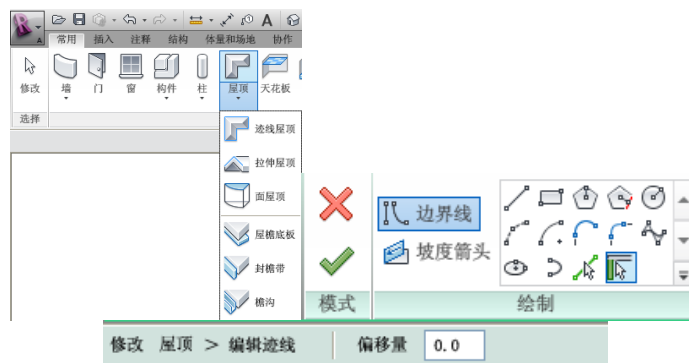 常用 插入 注释 结构 体量和场地 协作
修改 墙 门 窗 构件 柱 屋顶 天花板
选择
迹线屋顶
拉伸屋顶
面屋顶
屋檐底板
封檐带
檐沟
边界线
坡度箭头
模式 绘制
修改 屋顶 > 编辑迹线 偏移量 0.0